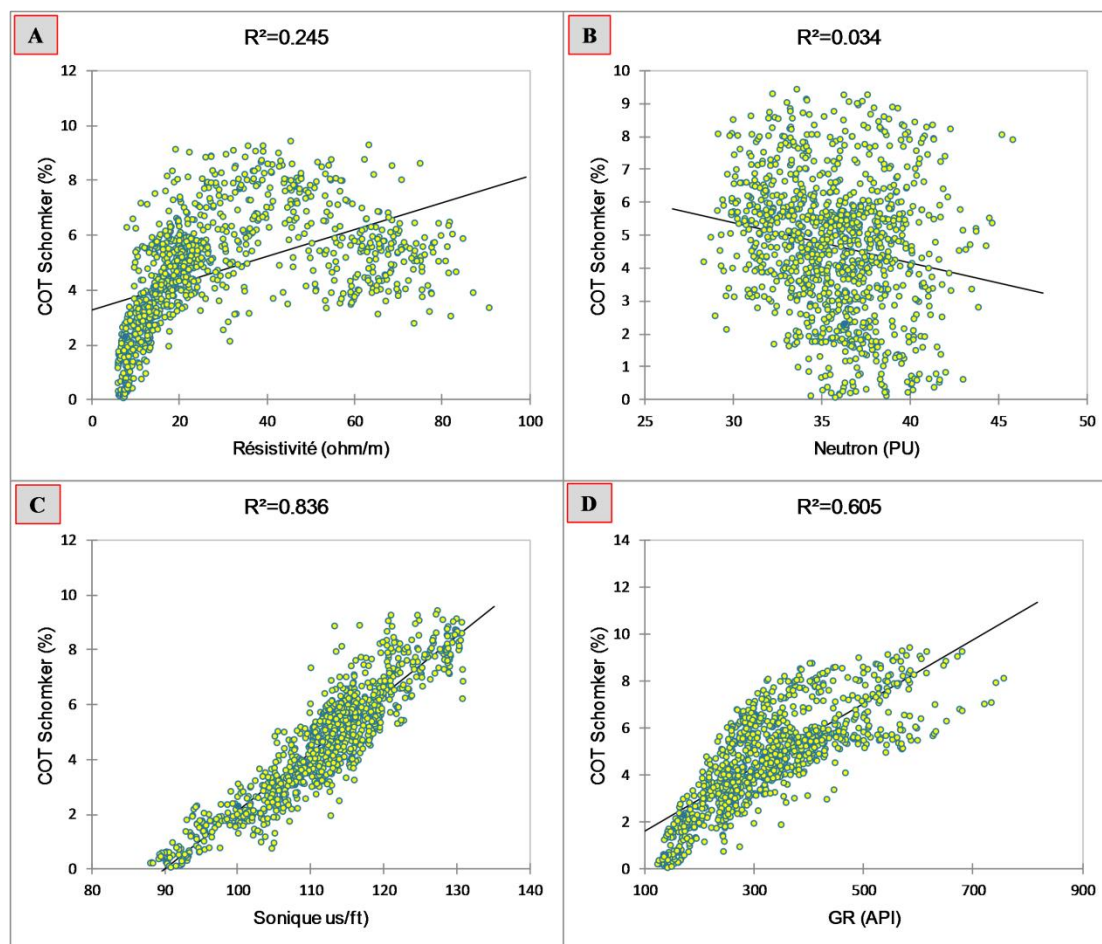 A
R²=0.245
COT Schomker (%)
12
10
8
6
4
2
0
0 20 40 60 80 100
Résistivité (ohm/m)
B
R²=0.034
COT Schomker (%)
10
9
8
7
6
5
4
3
2
1
0
25 30 35 40 45 50
Neutron (PU)
C
R²=0.836
COT Schomker (%)
12
10
8
6
4
2
0
80 90 100 110 120 130 140
Sonique us/ft)
D
R²=0.605
COT Schomker (%)
14
12
10
8
6
4
2
0
100 300 500 700 900
GR (API)